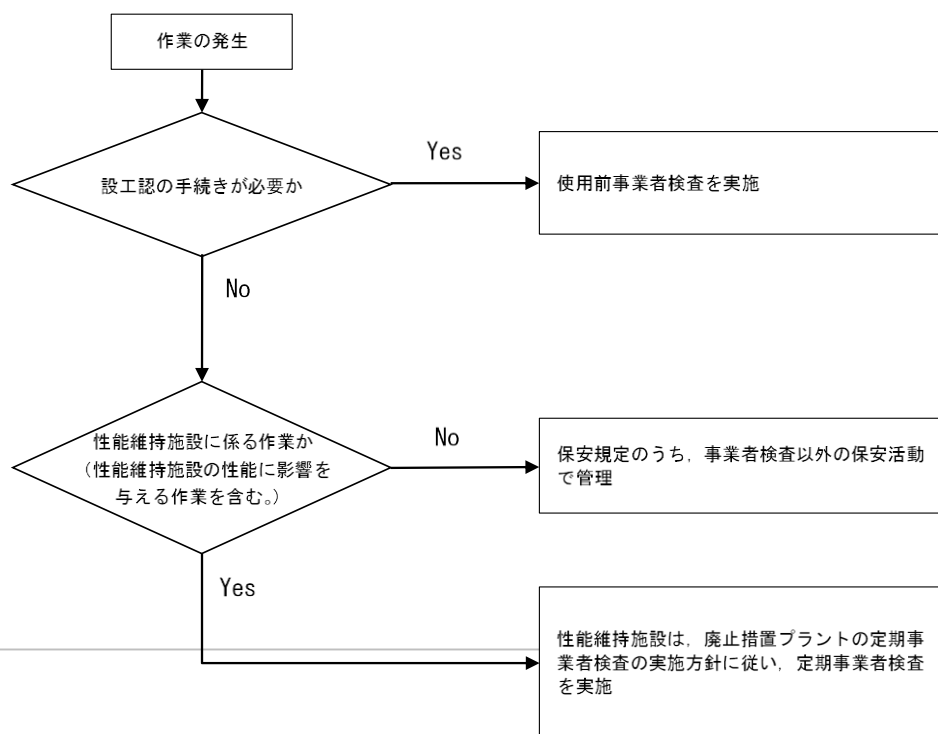 作業の発生
設工認の手続きが必要か
Yes
使用前事業者検査を実施
No
性能維持施設に係る作業か
（性能維持施設の性能に影響を
与える作業を含む。）
No
保安規定のうち，事業者検査以外の保安活動
で管理
Yes
性能維持施設は，廃止措置プラントの定期事
業者検査の実施方針に従い，定期事業者検査
を実施